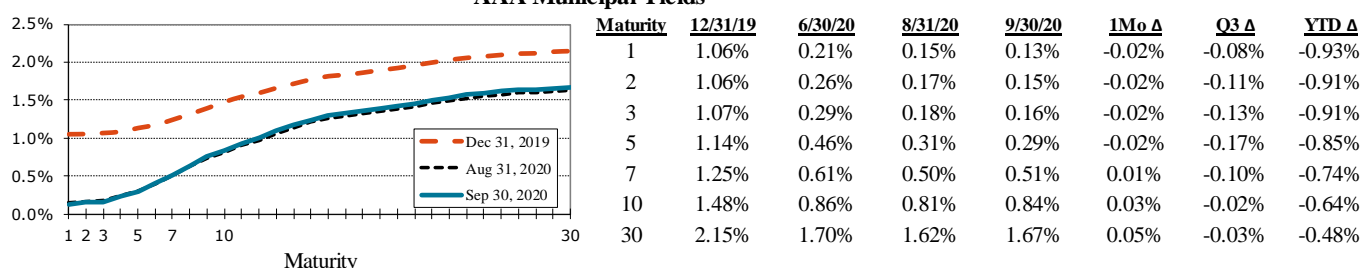 AAA Municipal Yields
2.5%
2.0%
1.5%
1.0%
0.5%
0.0%
1 2 3 5 7 10 30
Maturity
Dec 31, 2019
Aug 31, 2020
Sep 30, 2020
Maturity 12/31/19 6/30/20 8/31/20 9/30/20 1Mo Δ Q3 Δ YTD Δ
1 1.06% 0.21% 0.15% 0.13% -0.02% -0.08% -0.93%
2 1.06% 0.26% 0.17% 0.15% -0.02% -0.11% -0.91%
3 1.07% 0.29% 0.18% 0.16% -0.02% -0.13% -0.91%
5 1.14% 0.46% 0.31% 0.29% -0.02% -0.17% -0.85%
7 1.25% 0.61% 0.50% 0.51% 0.01% -0.10% -0.74%
10 1.48% 0.86% 0.81% 0.84% 0.03% -0.02% -0.64%
30 2.15% 1.70% 1.62% 1.67% 0.05% -0.03% -0.48%